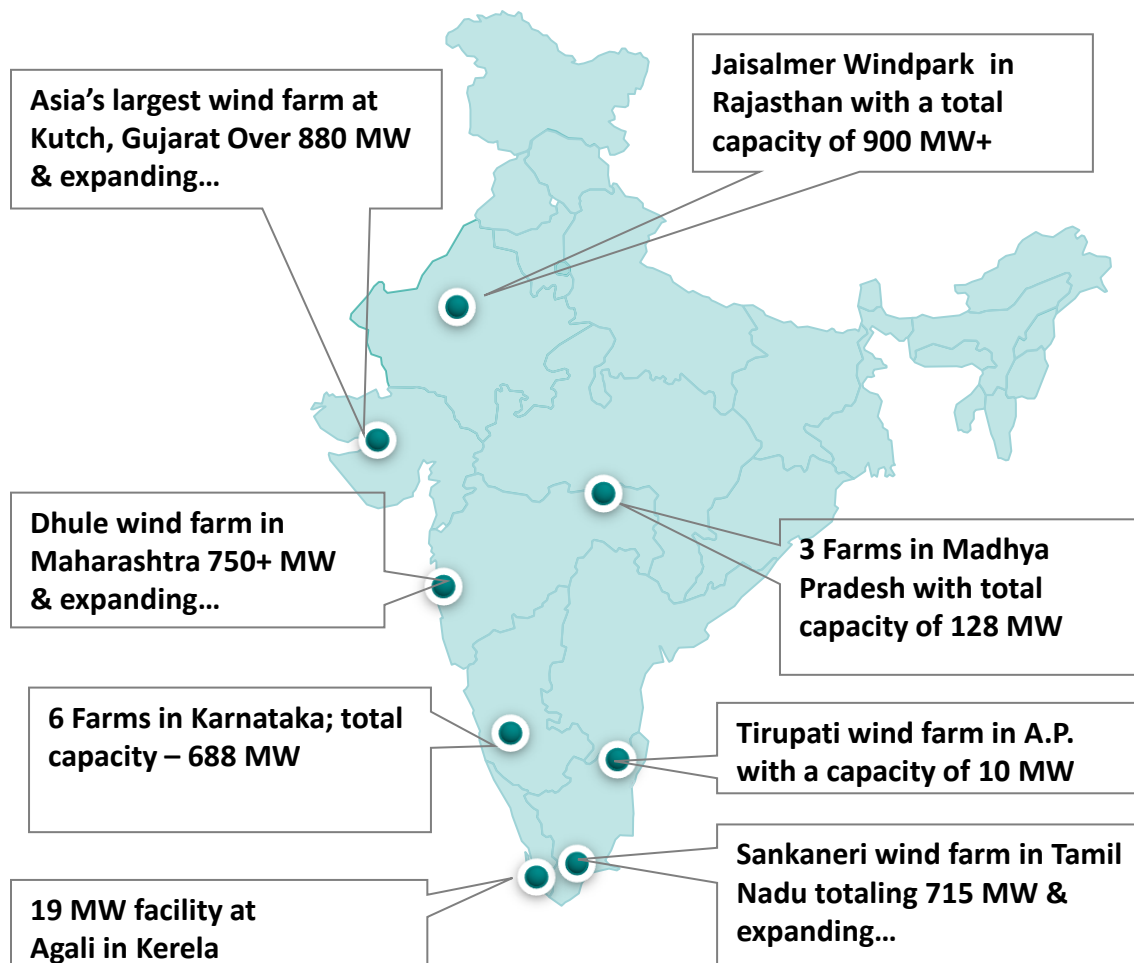 Asia’s largest wind farm at
Kutch, Gujarat Over 880 MW
& expanding…
Jaisalmer Windpark in
Rajasthan with a total
capacity of 900 MW+
Dhule wind farm in
Maharashtra 750+ MW
& expanding…
3 Farms in Madhya
Pradesh with total
capacity of 128 MW
6 Farms in Karnataka; total
capacity – 688 MW
Tirupati wind farm in A.P.
with a capacity of 10 MW
19 MW facility at
Agali in Kerela
Sankaneri wind farm in Tamil
Nadu totaling 715 MW &
expanding…